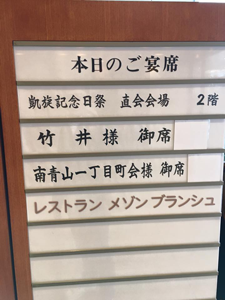 本日のご宴席
凱旋記念日祭 直会会場 2階
竹井様 御席
南青山一丁目町会様 御席
レストラン メゾン ブランシュ